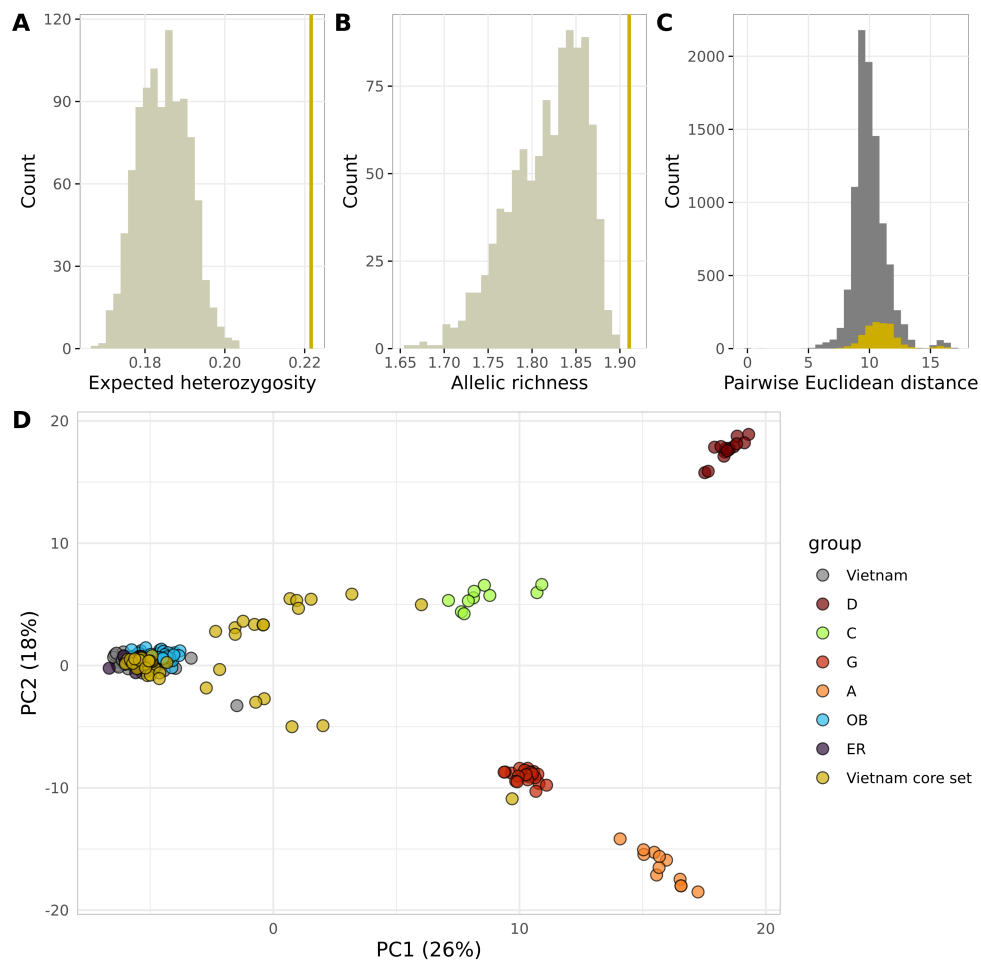 A
Count
120
90
60
30
0
0.18
0.20
0.22
Expected heterozygosity
B
Count
75
50
25
0
1.65
1.70
1.75
1.80
1.85
1.90
Allelic richness
C
Count
2000
1500
1000
500
0
0
5
10
15
Pairwise Euclidean distance
D
PC2 (18%)
20
10
0
-10
-20
0
10
20
PC1 (26%)
group
Vietnam
D
C
G
A
OB
ER
Vietnam core set